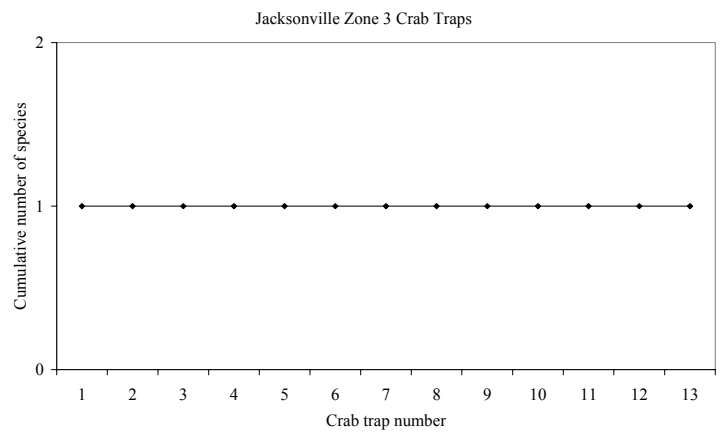 Jacksonville Zone 3 Crab Traps
Cumulative number of species
2
1
0
1 2 3 4 5 6 7 8 9 10 11 12 13
Crab trap number